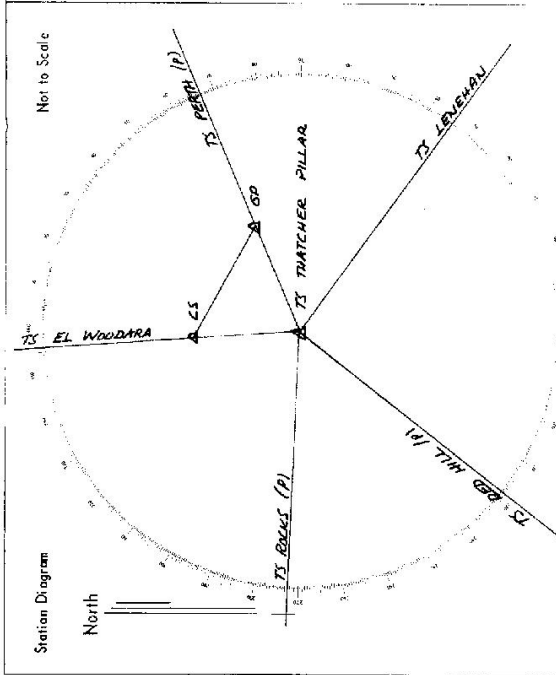 Station Diagram
Not to Scale
North
TS EL WOODARA
TS PERTH (P)
CS
GP
TS THATCHER PILLAR
TS ROCKS (P)
TS LENEHAN
TS RED HILL (P)